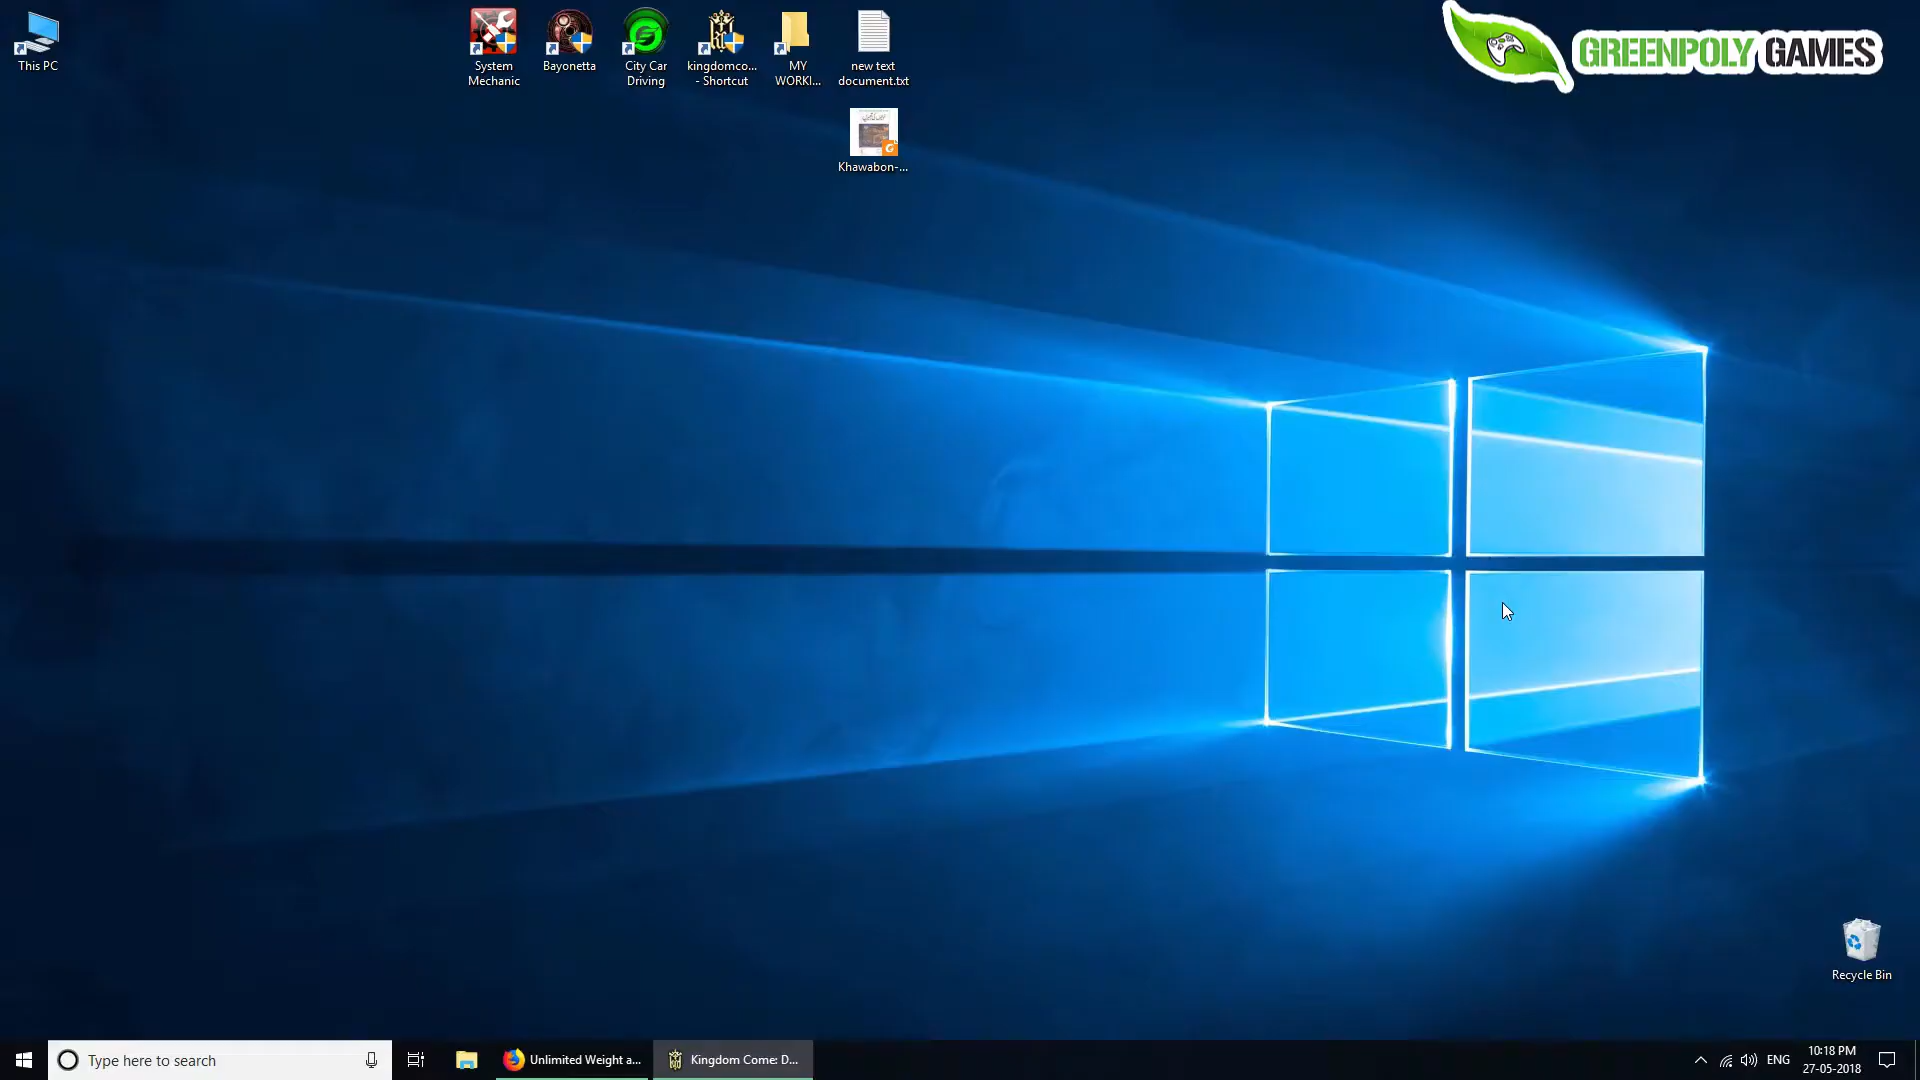 This PC
System
Mechanic
Bayonetta
City Car
Driving
kingdomco...
- Shortcut
MY
WORKI...
new text
document.txt
Khawabon-...
GREENPOLY GAMES
Recycle Bin
Type here to search
Unlimited Weight a...
Kingdom Come: D...
ENG
10:18 PM
27-05-2018